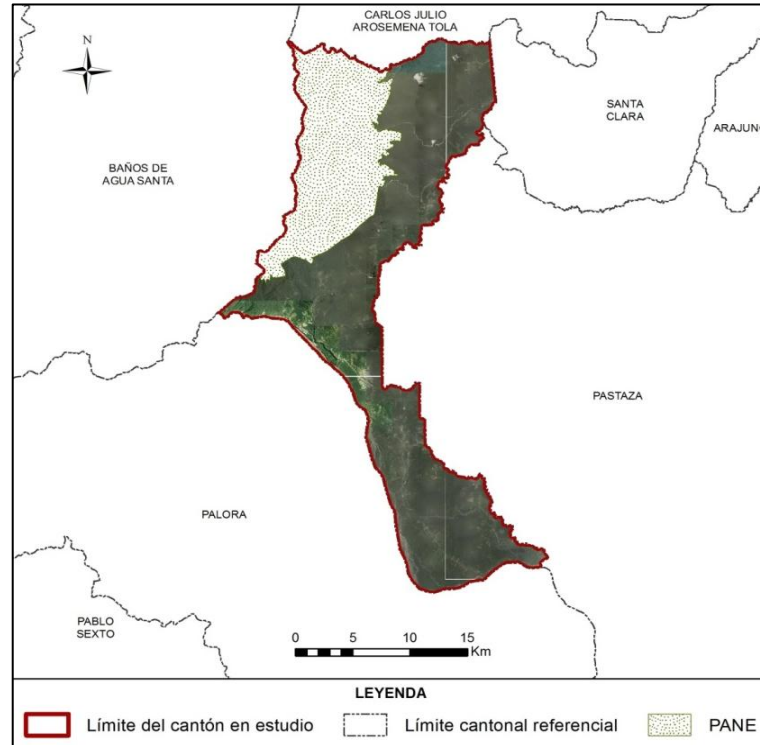 CARLOS JULIO
AROSEMENA TOLA
N
SANTA
CLARA
ARAJUNO
BAÑOS DE
AGUA SANTA
PASTAZA
PALORA
PABLO
SEXTO
0 5 10 15
Km
LEYENDA
Límite del cantón en estudio Límite cantonal referencial PANE